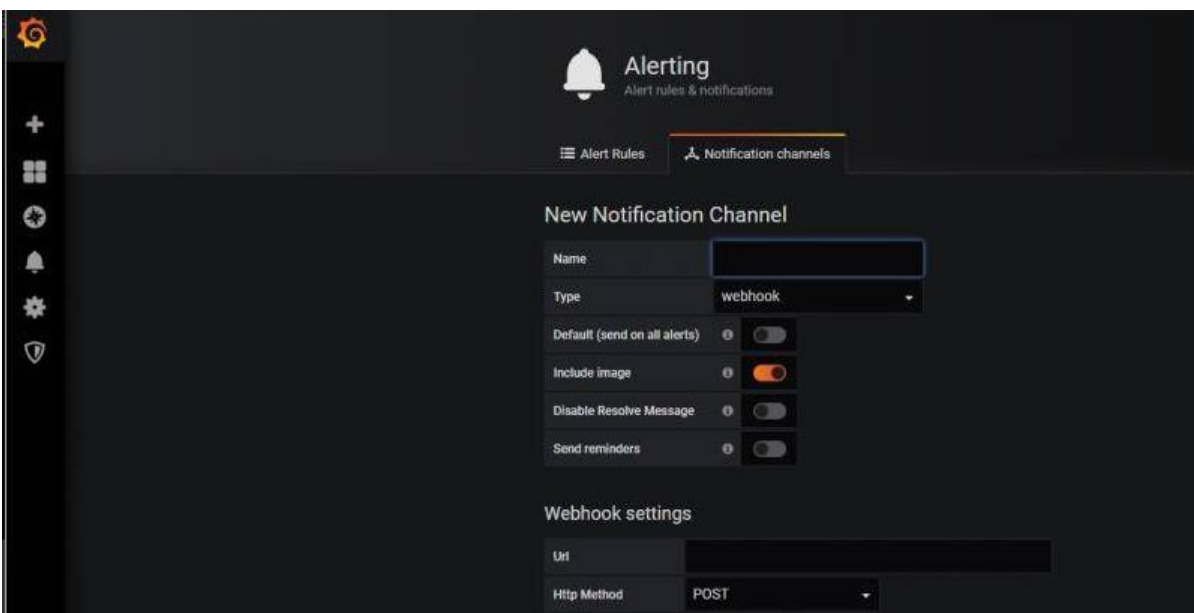 Alerting
Alert rules & notifications
Alert Rules
Notification channels
New Notification Channel
Name
Type webhook
Default (send on all alerts)
Include image
Disable Resolve Message
Send reminders
Webhook settings
Url
Http Method POST